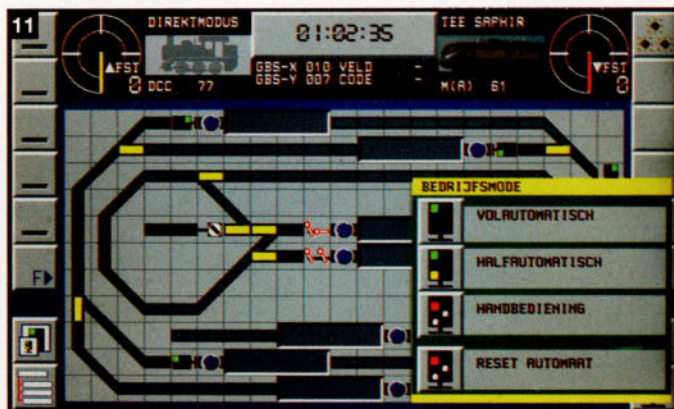 11
DIREKTMODUS
01:02:35
TEE SAPHIR
▲FST
0
▼FST
0
DCC 77
GBS-X 010 VELD -
GBS-Y 007 CODE -
M(A) 61
F▶
BEDRIJFSMODE
VOLAUTOMATISCH
HALFAUTOMATISCH
HANDBEDIENING
RESET AUTOMAAT